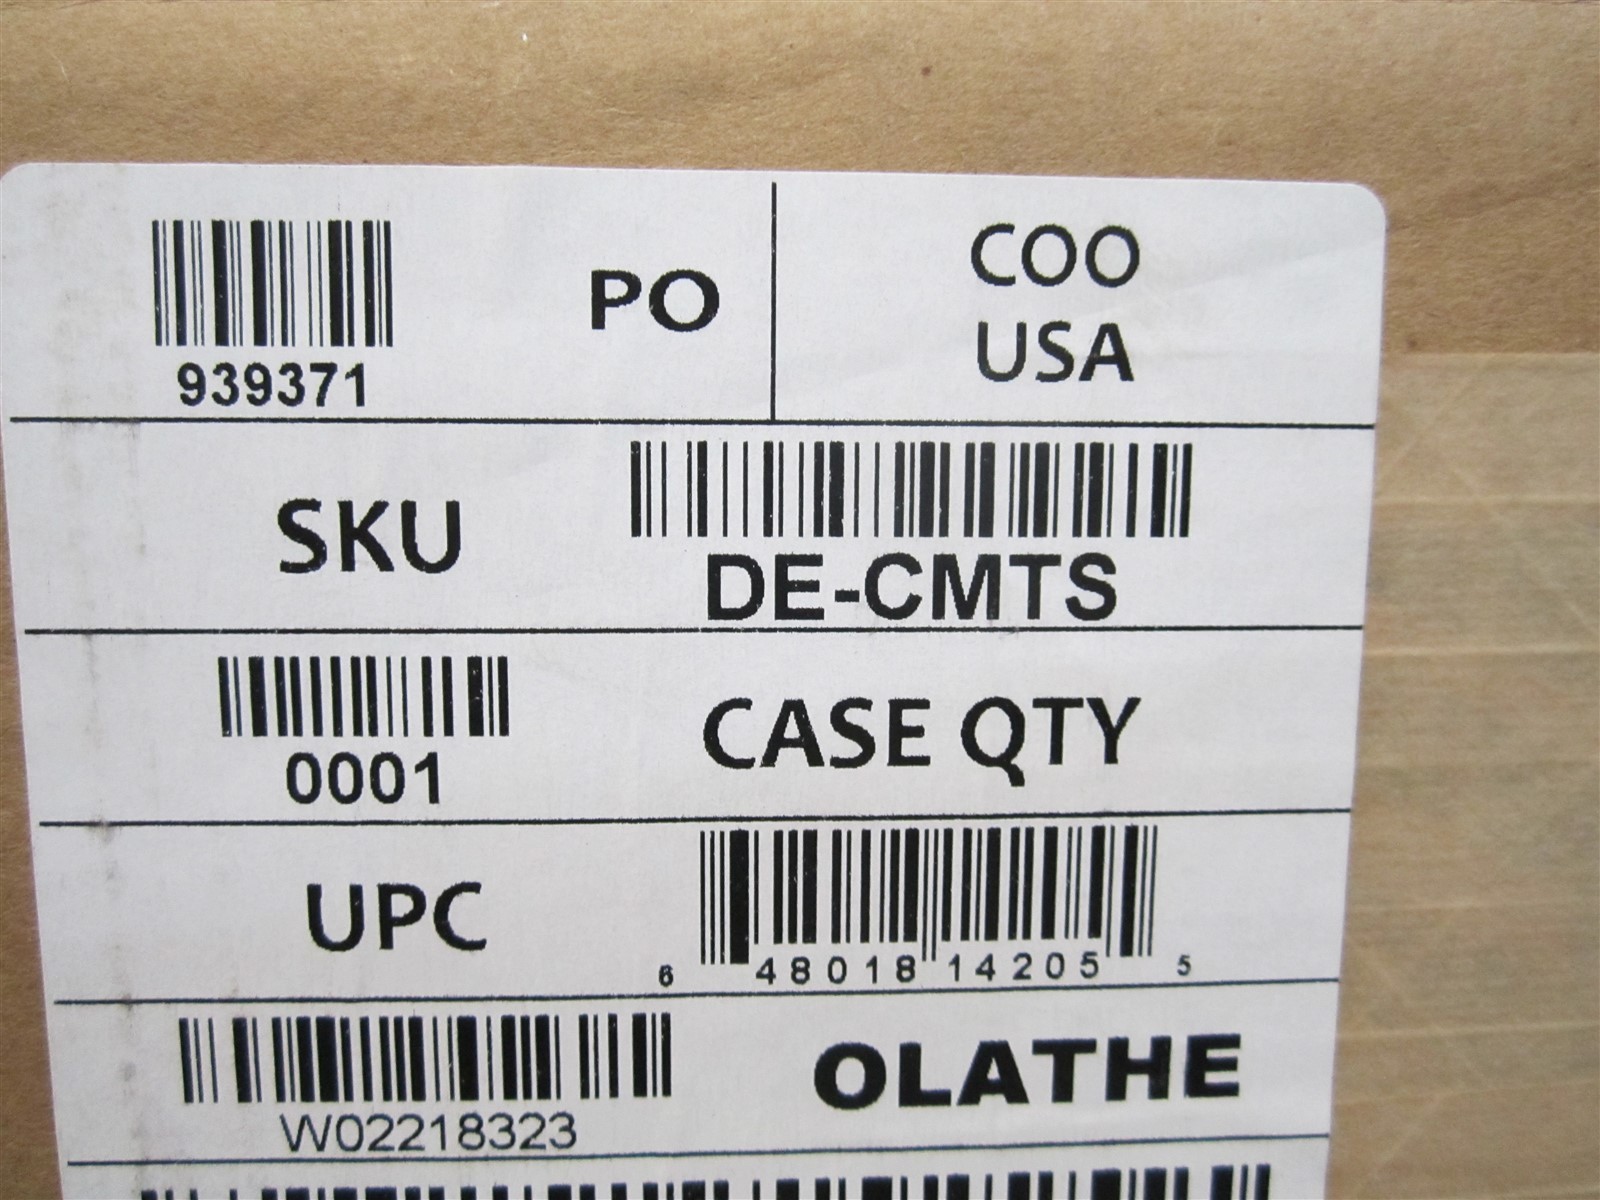 939371
PO
COO
USA
SKU
DE-CMTS
0001
CASE QTY
UPC
6 48018 14205 5
W02218323
OLATHE